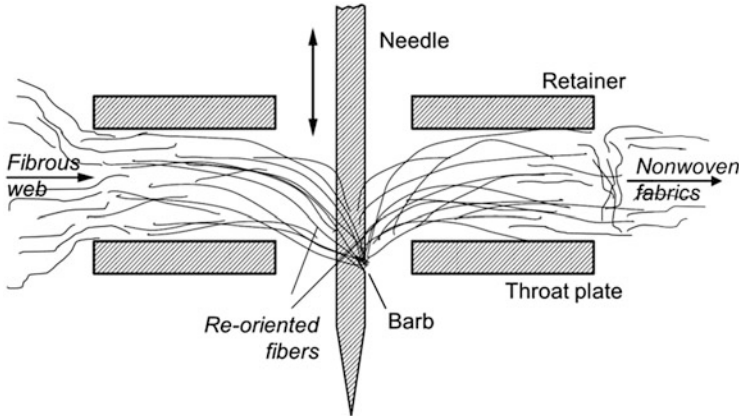 Needle
Retainer
Fibrous
web
Nonwoven
fabrics
Throat plate
Barb
Re-oriented
fibers